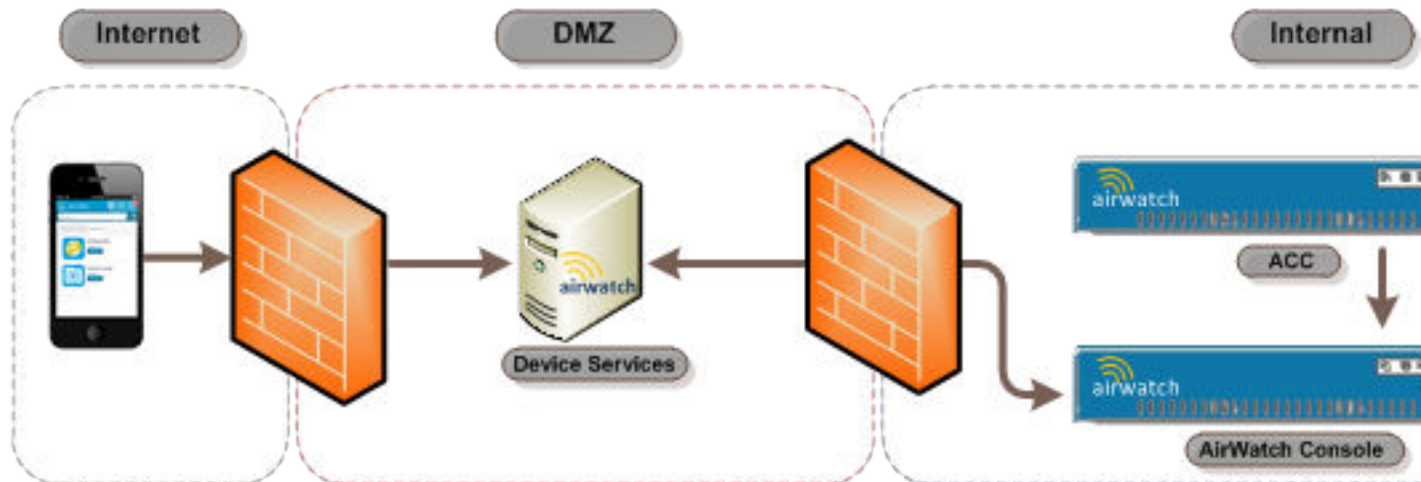 Internet
DMZ
Internal
airwatch
ACC
airwatch
Device Services
airwatch
AirWatch Console